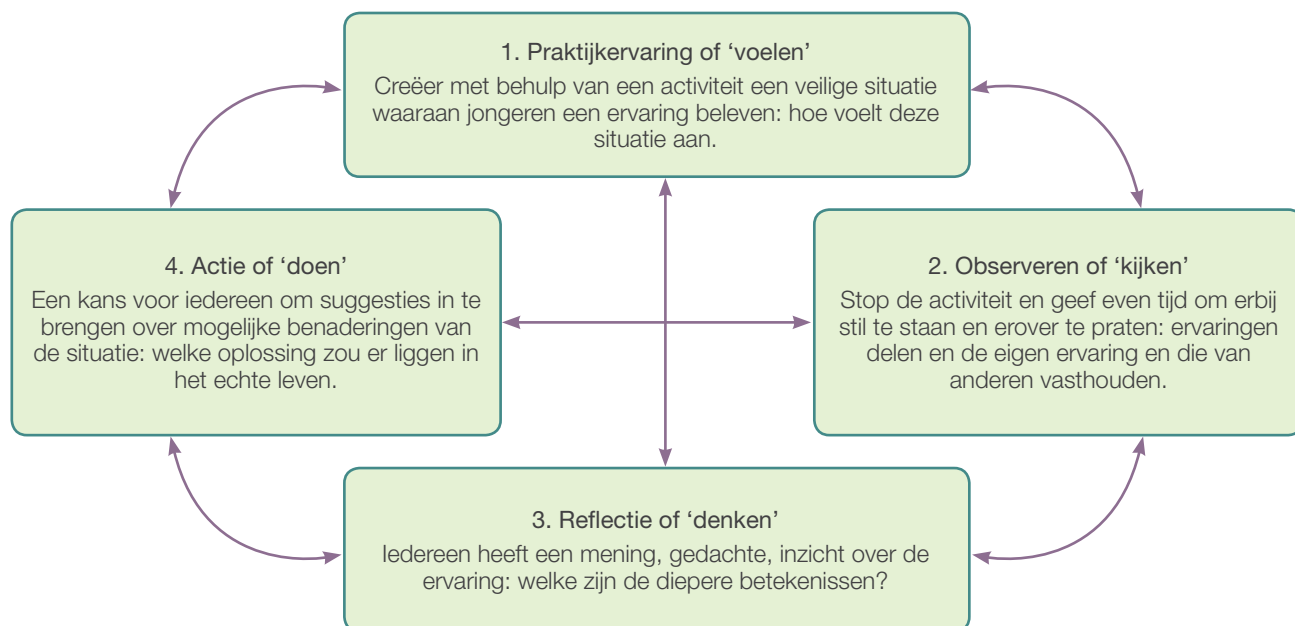 1. Praktijkervaring of ‘voelen’
Creëer met behulp van een activiteit een veilige situatie
waaraan jongeren een ervaring beleven: hoe voelt deze
situatie aan.
4. Actie of ‘doen’
Een kans voor iedereen om suggesties in te
brengen over mogelijke benaderingen van
de situatie: welke oplossing zou er liggen in
het echte leven.
2. Observeren of ‘kijken’
Stop de activiteit en geef even tijd om erbij
stil te staan en erover te praten: ervaringen
delen en de eigen ervaring en die van
anderen vasthouden.
3. Reflectie of ‘denken’
Iedereen heeft een mening, gedachte, inzicht over de
ervaring: welke zijn de diepere betekenissen?